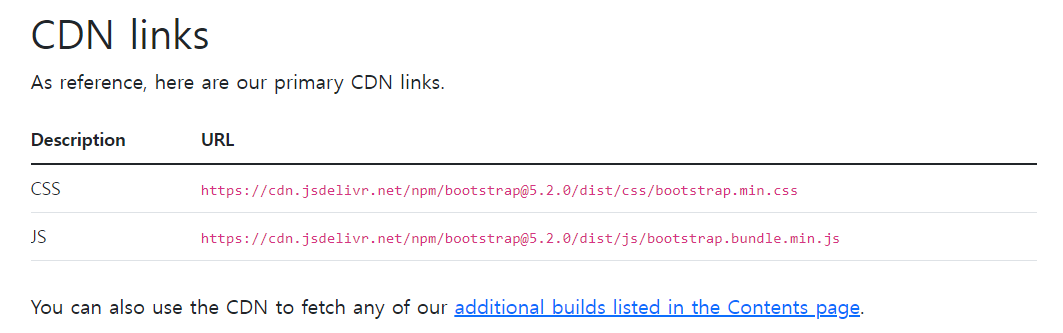 CDN links
As reference, here are our primary CDN links.
Description URL
CSS https://cdn.jsdelivr.net/npm/bootstrap@5.2.0/dist/css/bootstrap.min.css
JS https://cdn.jsdelivr.net/npm/bootstrap@5.2.0/dist/js/bootstrap.bundle.min.js
You can also use the CDN to fetch any of our additional builds listed in the Contents page.